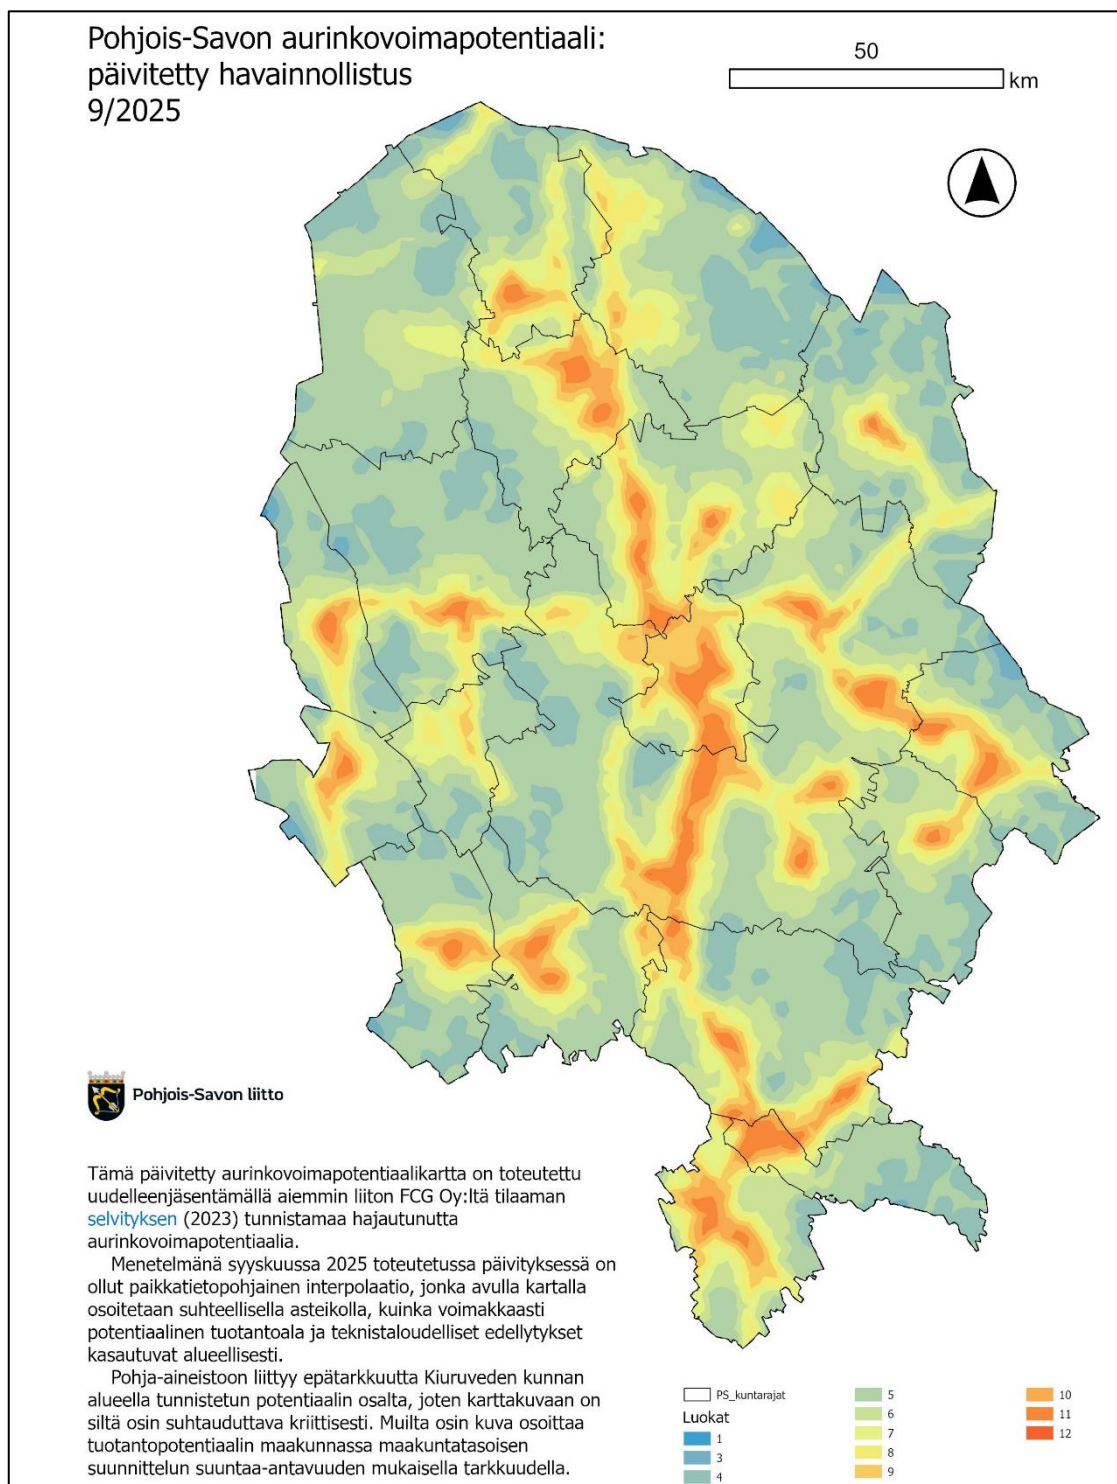 Pohjois-Savon aurinkovoimapotentiaali:
päivitetty havainnollistus
9/2025
50
km
Pohjois-Savon liitto
Tämä päivitetty aurinkovoimapotentiaalikartta on toteutettu
uudelleenjäsentämällä aiemmin liiton FCG Oy:ltä tilaaman
selvityksen (2023) tunnistamaa hajautunutta
aurinkovoimapotentiaalia.
Menetelmänä syyskuussa 2025 toteutetussa päivityksessä on
ollut paikkatietopohjainen interpolaatio, jonka avulla kartalla
osoitetaan suhteellisella asteikolla, kuinka voimakkaasti
potentiaalinen tuotantoala ja teknistaloudelliset edellytykset
kasautuvat alueellisesti.
Pohja-aineistoon liittyy epätarkkuutta Kiuruveden kunnan
alueella tunnistetun potentiaalin osalta, joten karttakuvaan on
siltä osin suhtauduttava kriittisesti. Muilta osin kuva osoittaa
tuotantopotentiaalin maakunnassa maakuntatasoisen
suunnittelun suuntaa-antavuuden mukaisella tarkkuudella.
PS_kuntarajat
Luokat
1
3
4
5
6
7
8
9
10
11
12